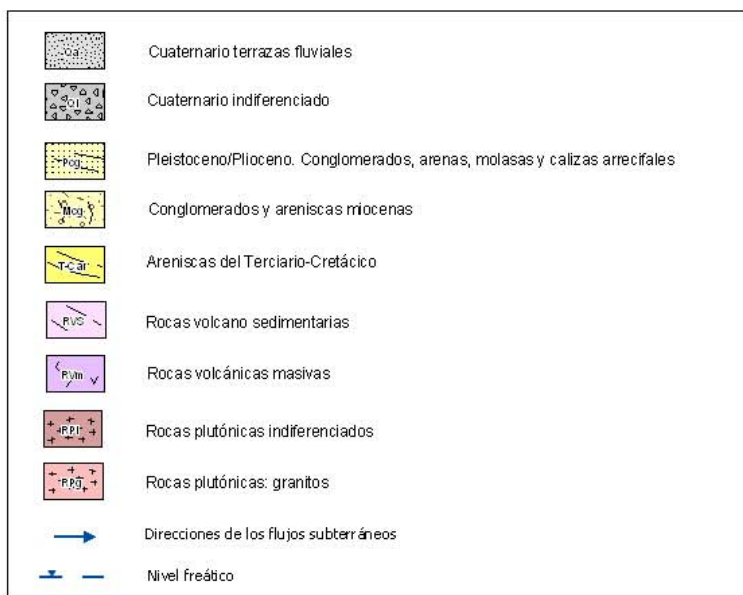 Qa Cuaternario terrazas fluviales
QI Cuaternario indiferenciado
Pcg Pleistoceno/Plioceno. Conglomerados, arenas, molasas y calizas arrecifales
Mcg Conglomerados y areniscas miocenas
T-C ar Areniscas del Terciario-Cretácico
RVS Rocas volcano sedimentarias
RVm Rocas volcánicas masivas
RPI Rocas plutónicas indiferenciados
RPg Rocas plutónicas: granitos
Direcciones de los flujos subterráneos
Nivel freático